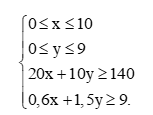 0 ≤ x ≤ 10
0 ≤ y ≤ 9
20x + 10y ≥ 140
0,6x + 1,5y ≥ 9.